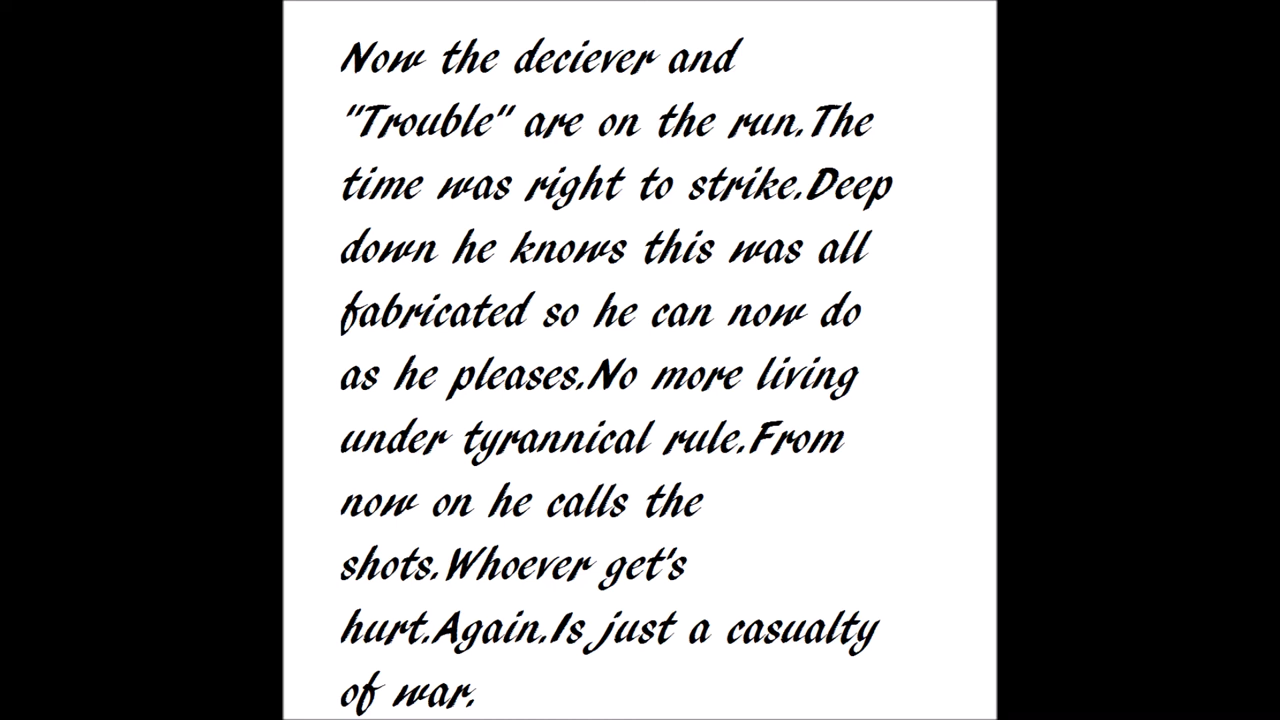 Now the deciever and
"Trouble" are on the run.The
time was right to strike.Deep
down he knows this was all
fabricated so he can now do
as he pleases.No more living
under tyrannical rule.From
now on he calls the
shots.Whoever get's
hurt.Again.Is just a casualty
of war.